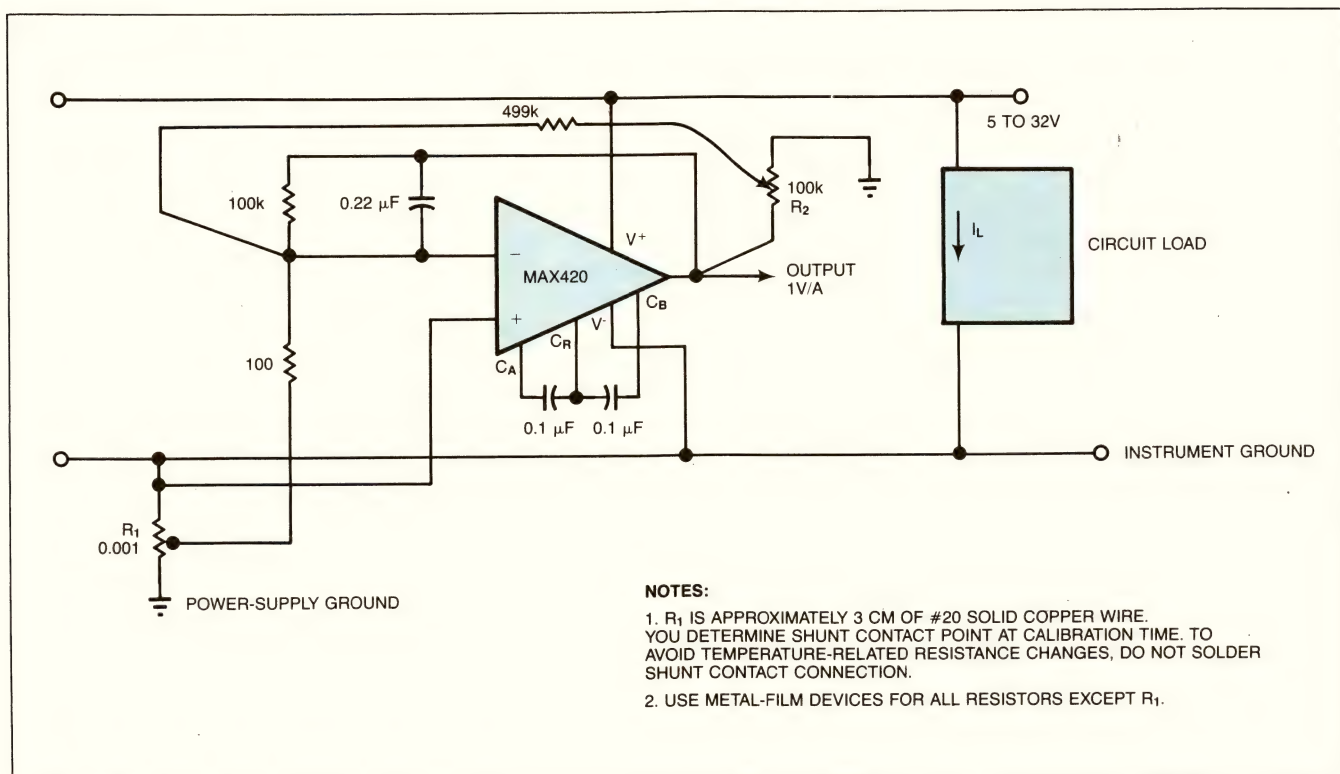 499k
5 TO 32V
100k
0.22 μF
100k
R2
V+
IL
CIRCUIT LOAD
−
MAX420
OUTPUT
1V/A
+
V-
CB
CR
CA
100
0.1 μF
0.1 μF
INSTRUMENT GROUND
R1
0.001
POWER-SUPPLY GROUND
NOTES:
1. R1 IS APPROXIMATELY 3 CM OF #20 SOLID COPPER WIRE.
YOU DETERMINE SHUNT CONTACT POINT AT CALIBRATION TIME. TO
AVOID TEMPERATURE-RELATED RESISTANCE CHANGES, DO NOT SOLDER
SHUNT CONTACT CONNECTION.
2. USE METAL-FILM DEVICES FOR ALL RESISTORS EXCEPT R1.